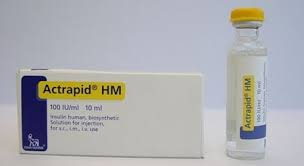 Actrapid® HM
100 IU/ml 10 ml
Insulin human, biosynthetic
Solution for injection
for s.c., i.m., i.v. use
Actrapid® HM
100 IU/ml 10 ml